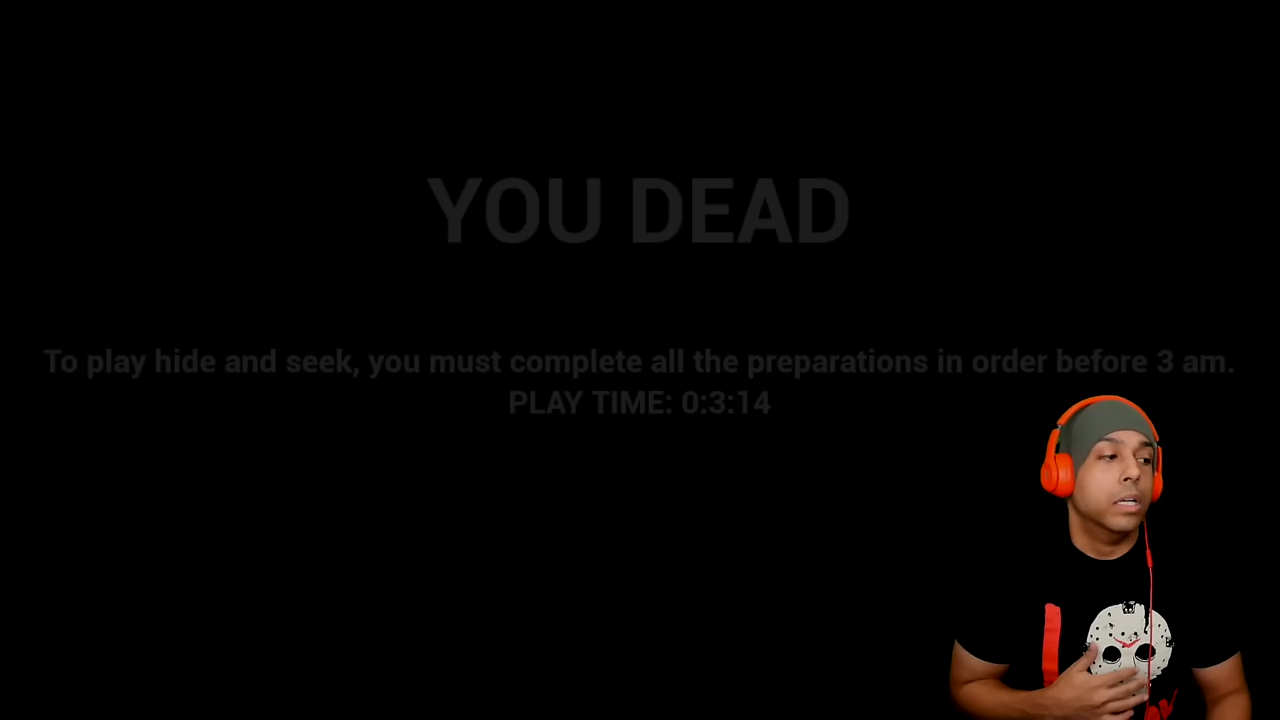 YOU DEAD
To play hide and seek, you must complete all the preparations in order before 3 am.
PLAY TIME: 0:3:14